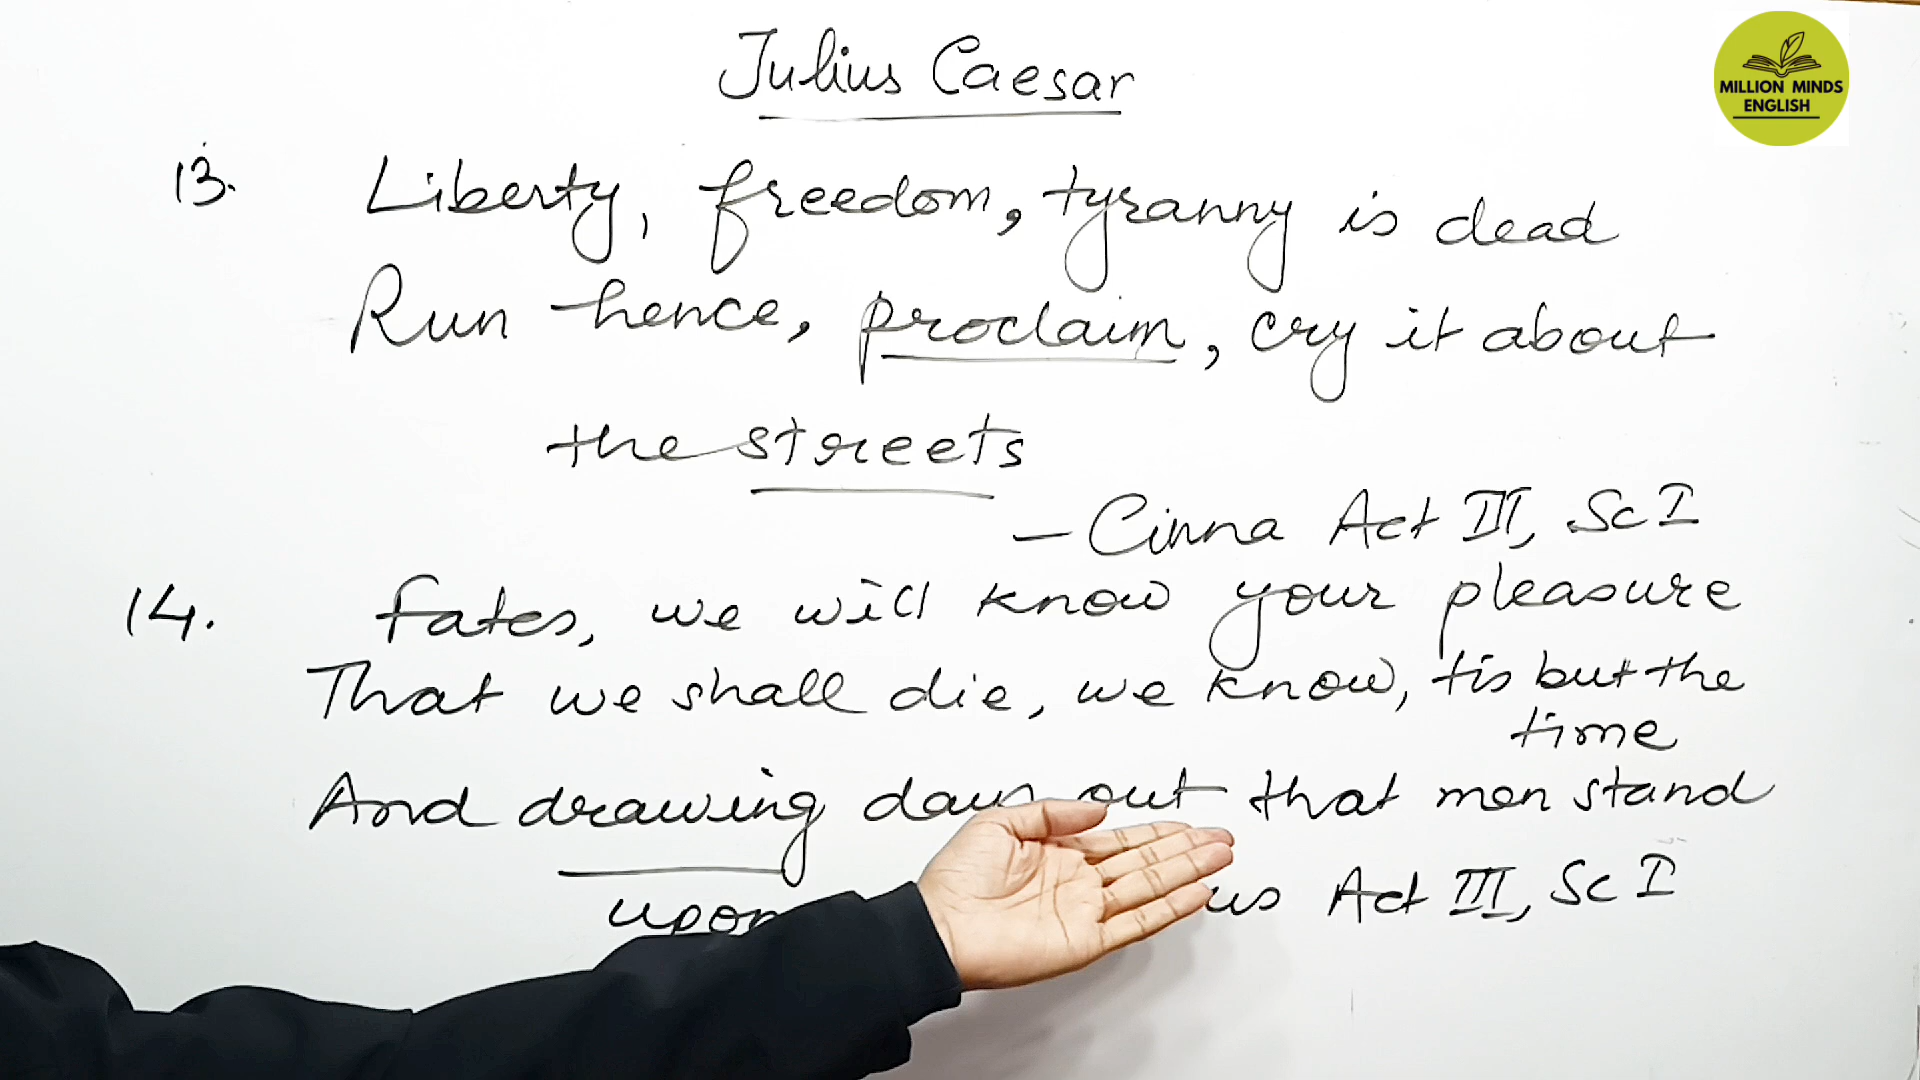 Julius Caesar
MILLION MINDS
ENGLISH
13. Liberty, freedom, tyranny is dead
Run hence, proclaim, cry it about
the streets
- Cinna Act III, Sc I
14. Fates, we will know your pleasure
That we shall die, we know, tis but the
time
And drawing days out that men stand
upon Act III, Sc I